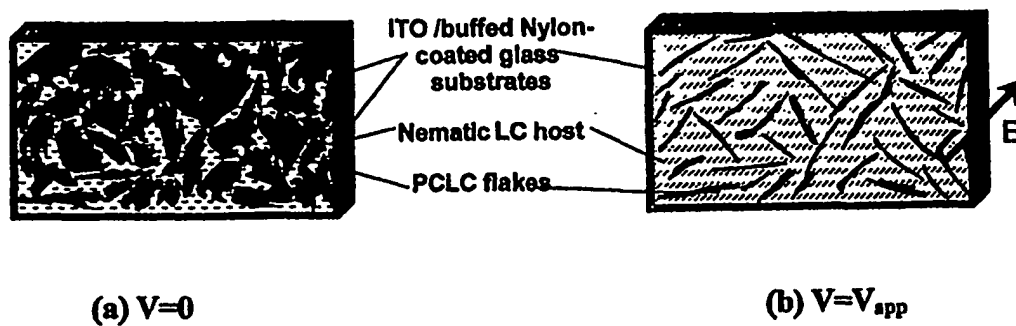 ITO /buffed Nylon-
coated glass
substrates
Nematic LC host
PCLC flakes
E
(a) V=0
(b) V=Vapp